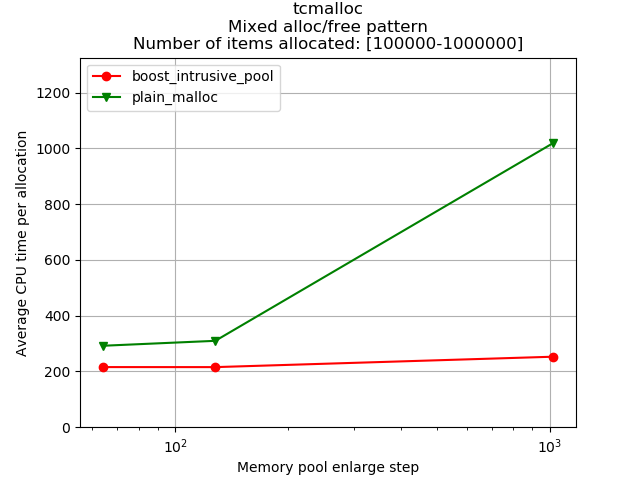 tcmalloc
Mixed alloc/free pattern
Number of items allocated: [100000-1000000]
boost_intrusive_pool
plain_malloc
Average CPU time per allocation
1200
1000
800
600
400
200
0
10²
10³
Memory pool enlarge step